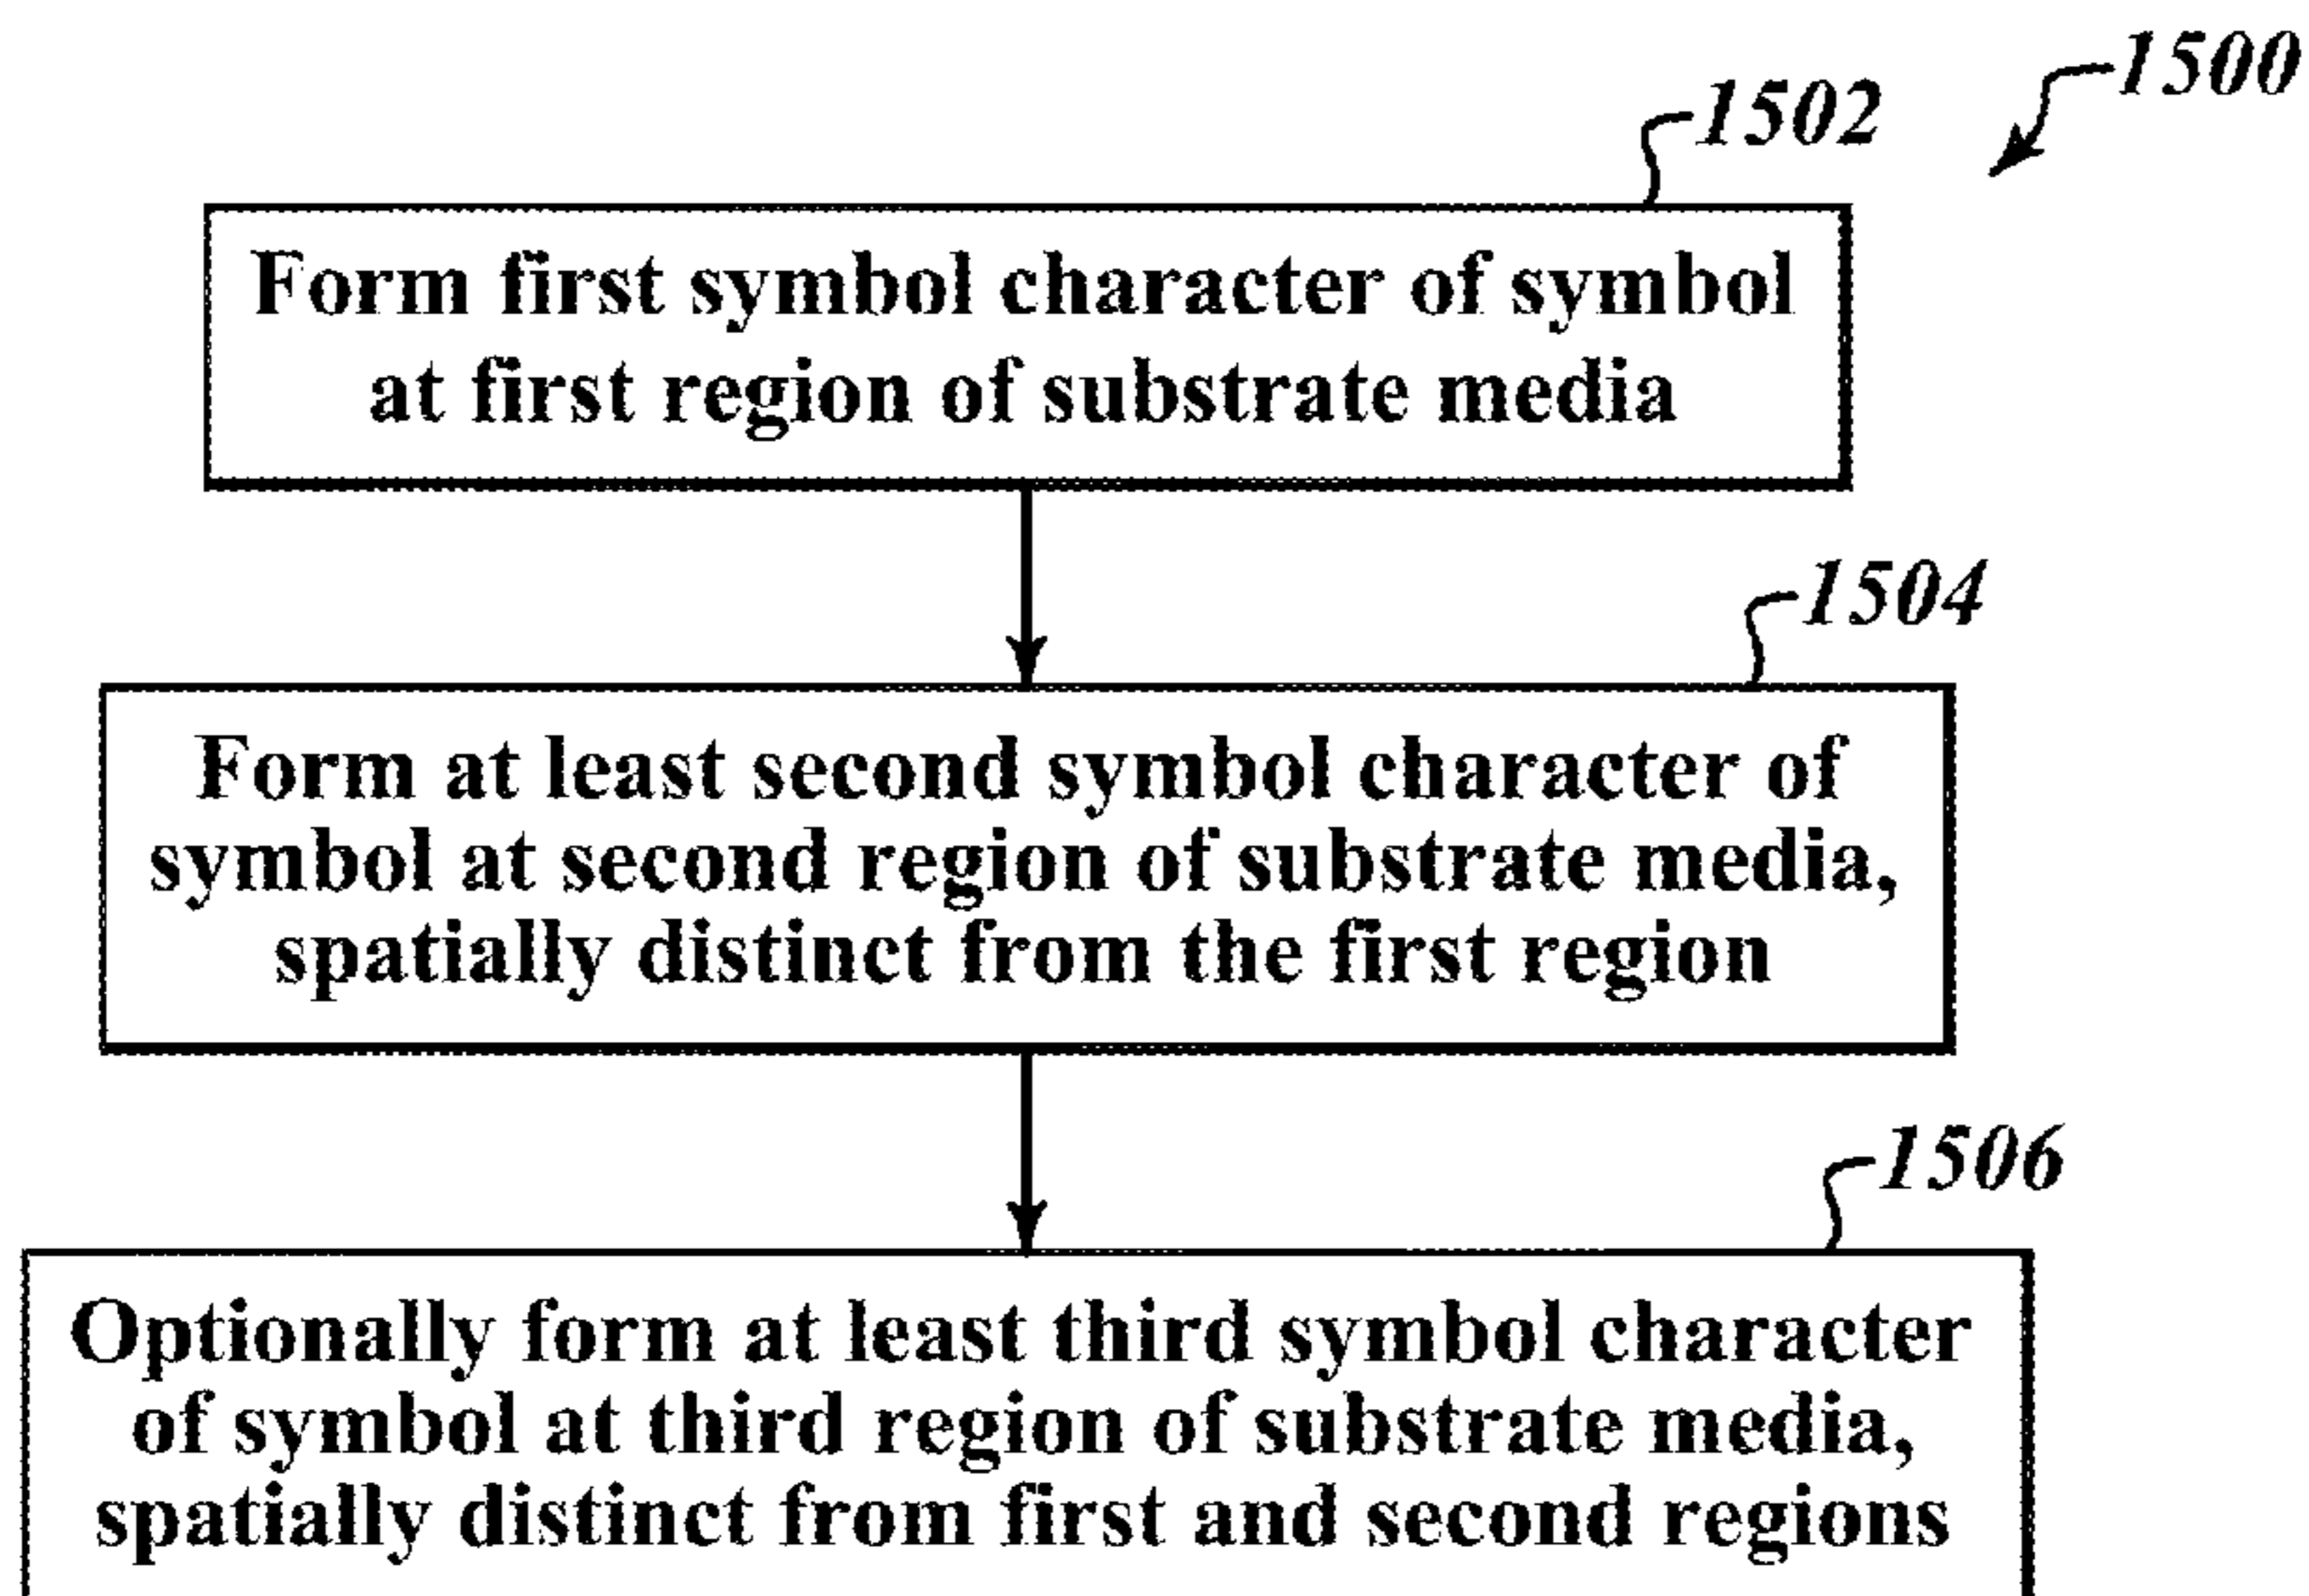 1500
1502
Form first symbol character of symbol
at first region of substrate media
1504
Form at least second symbol character of
symbol at second region of substrate media,
spatially distinct from the first region
1506
Optionally form at least third symbol character
of symbol at third region of substrate media,
spatially distinct from first and second regions